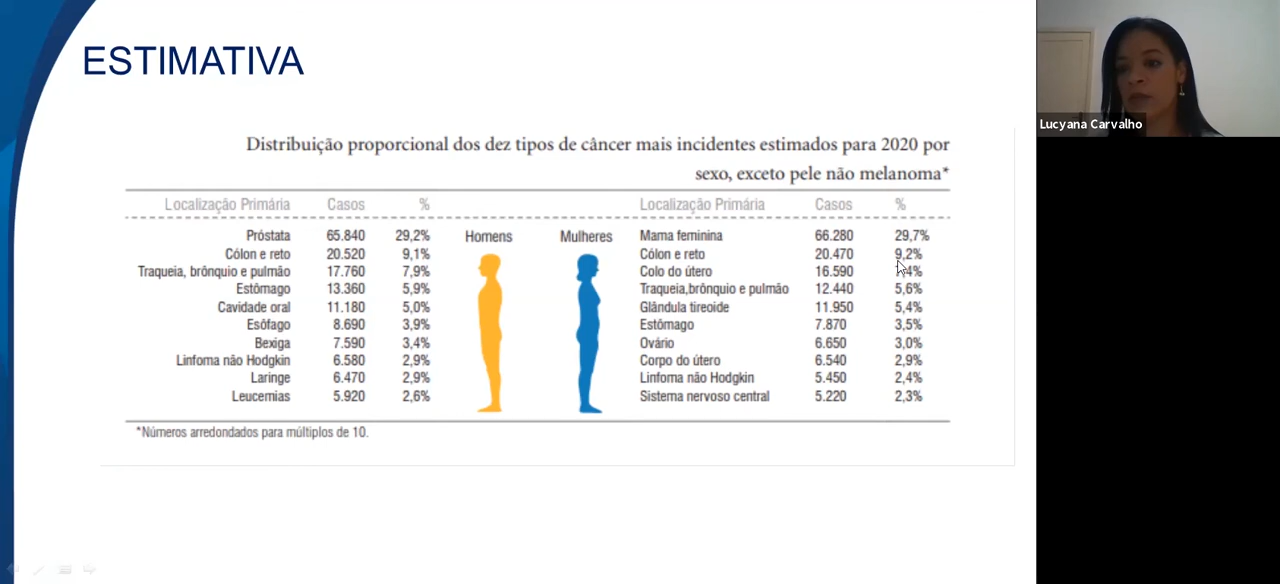 ESTIMATIVA
Lucyana Carvalho
Distribuição proporcional dos dez tipos de câncer mais incidentes estimados para 2020 por
sexo, exceto pele não melanoma*
Localização Primária Casos % Localização Primária Casos %
Próstata 65.840 29,2% Homens Mulheres Mama feminina 66.280 29,7%
Cólon e reto 20.520 9,1% Cólon e reto 20.470 9,2%
Traqueia, brônquio e pulmão 17.760 7,9% Colo do útero 16.590
Estômago 13.360 5,9% Traqueia,brônquio e pulmão 12.440 5,6%
Cavidade oral 11.180 5,0% Glândula tireoide 11.950 5,4%
Esôfago 8.690 3,9% Estômago 7.870 3,5%
Bexiga 7.590 3,4% Ovário 6.650 3,0%
Linfoma não Hodgkin 6.580 2,9% Corpo do útero 6.540 2,9%
Laringe 6.470 2,9% Linfoma não Hodgkin 5.450 2,4%
Leucemias 5.920 2,6% Sistema nervoso central 5.220 2,3%
*Números arredondados para múltiplos de 10.